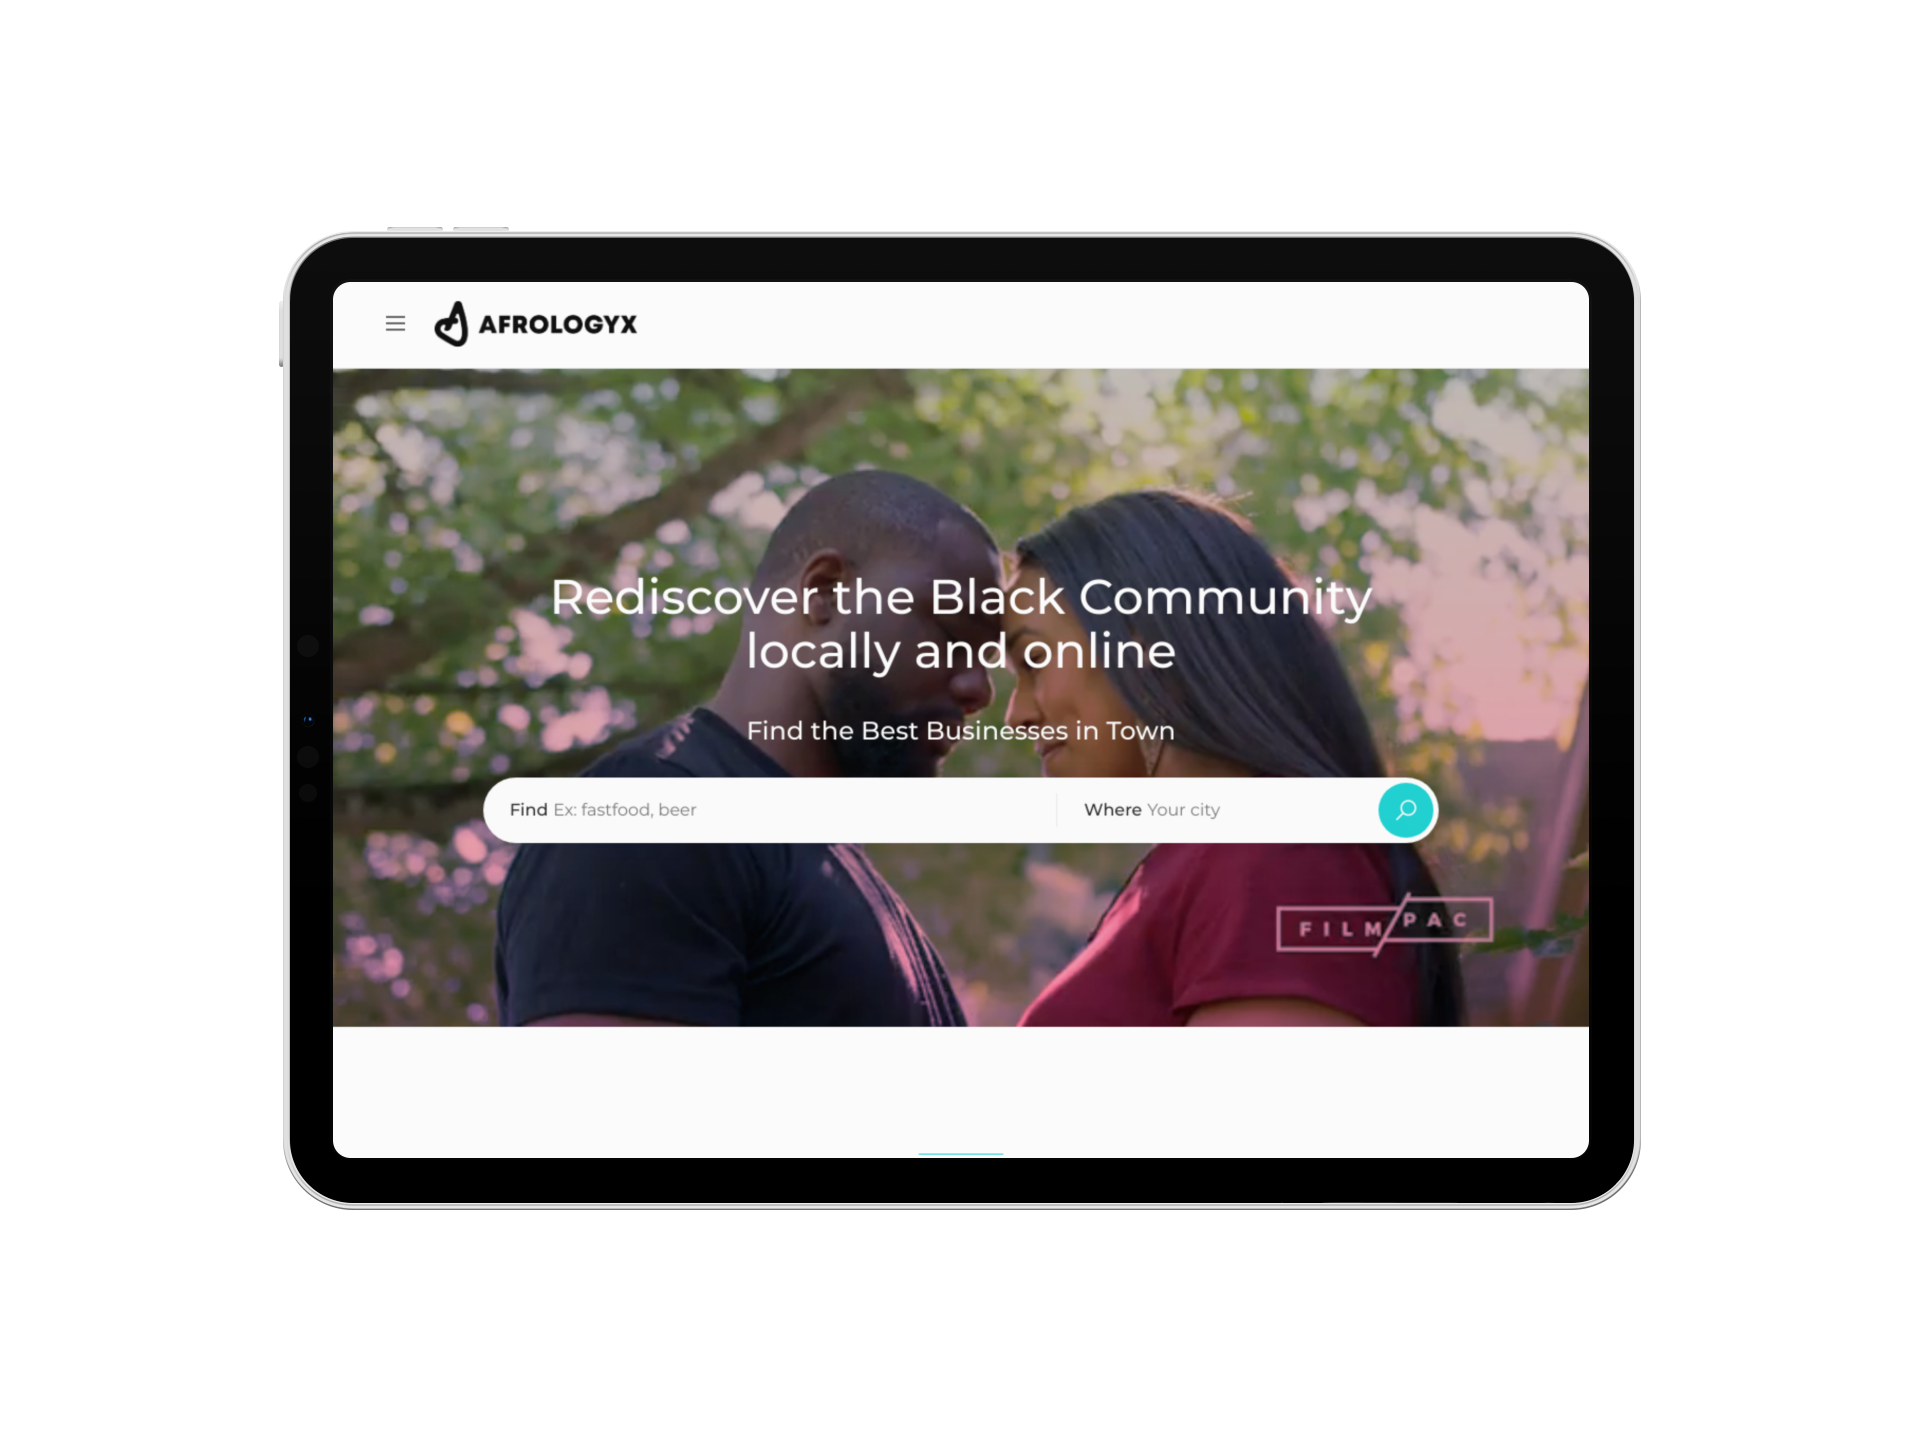 AFROLOGYX
Rediscover the Black Community
locally and online
Find the Best Businesses in Town
Find Ex: fastfood, beer Where Your city
FILM/PAC